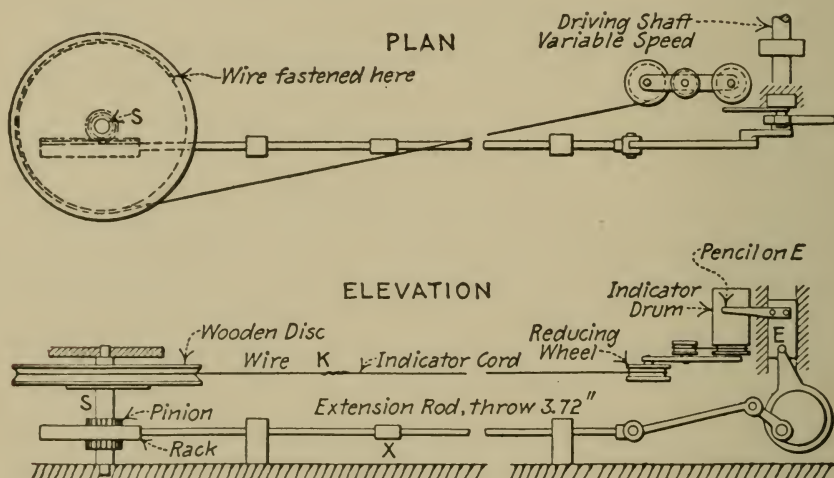 PLAN
Driving Shaft
Variable Speed
Wire fastened here
S
ELEVATION
Pencil on E
Indicator
Drum
Wooden Disc
Reducing
Wheel
Wire K Indicator Cord
E
S
Pinion
Rack
Extension Rod, throw 3.72"
X